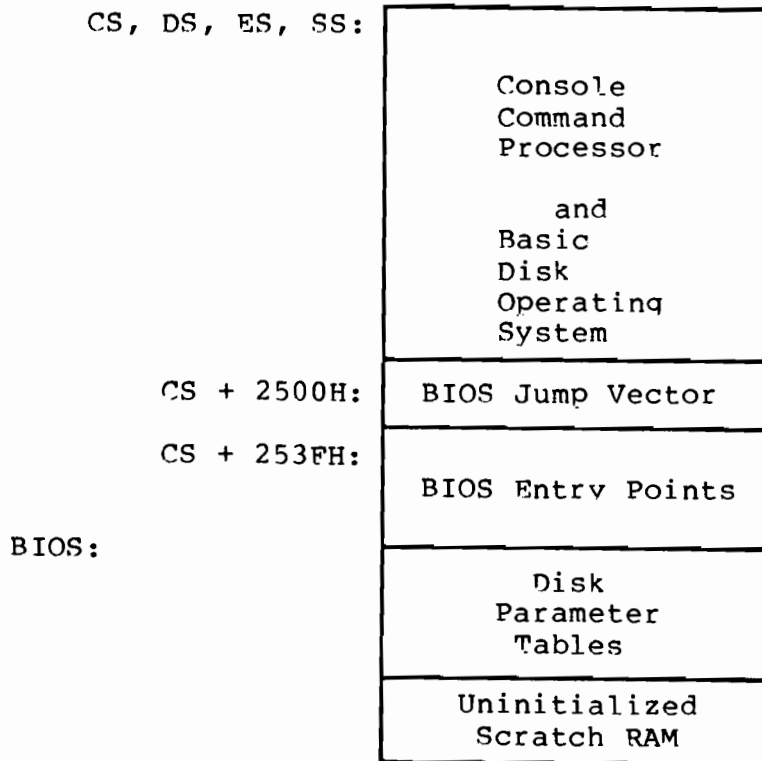 CS, DS, ES, SS:
Console
Command
Processor
and
Basic
Disk
Operating
System
CS + 2500H: BIOS Jump Vector
CS + 253FH:
BIOS Entry Points
BIOS:
Disk
Parameter
Tables
Uninitialized
Scratch RAM